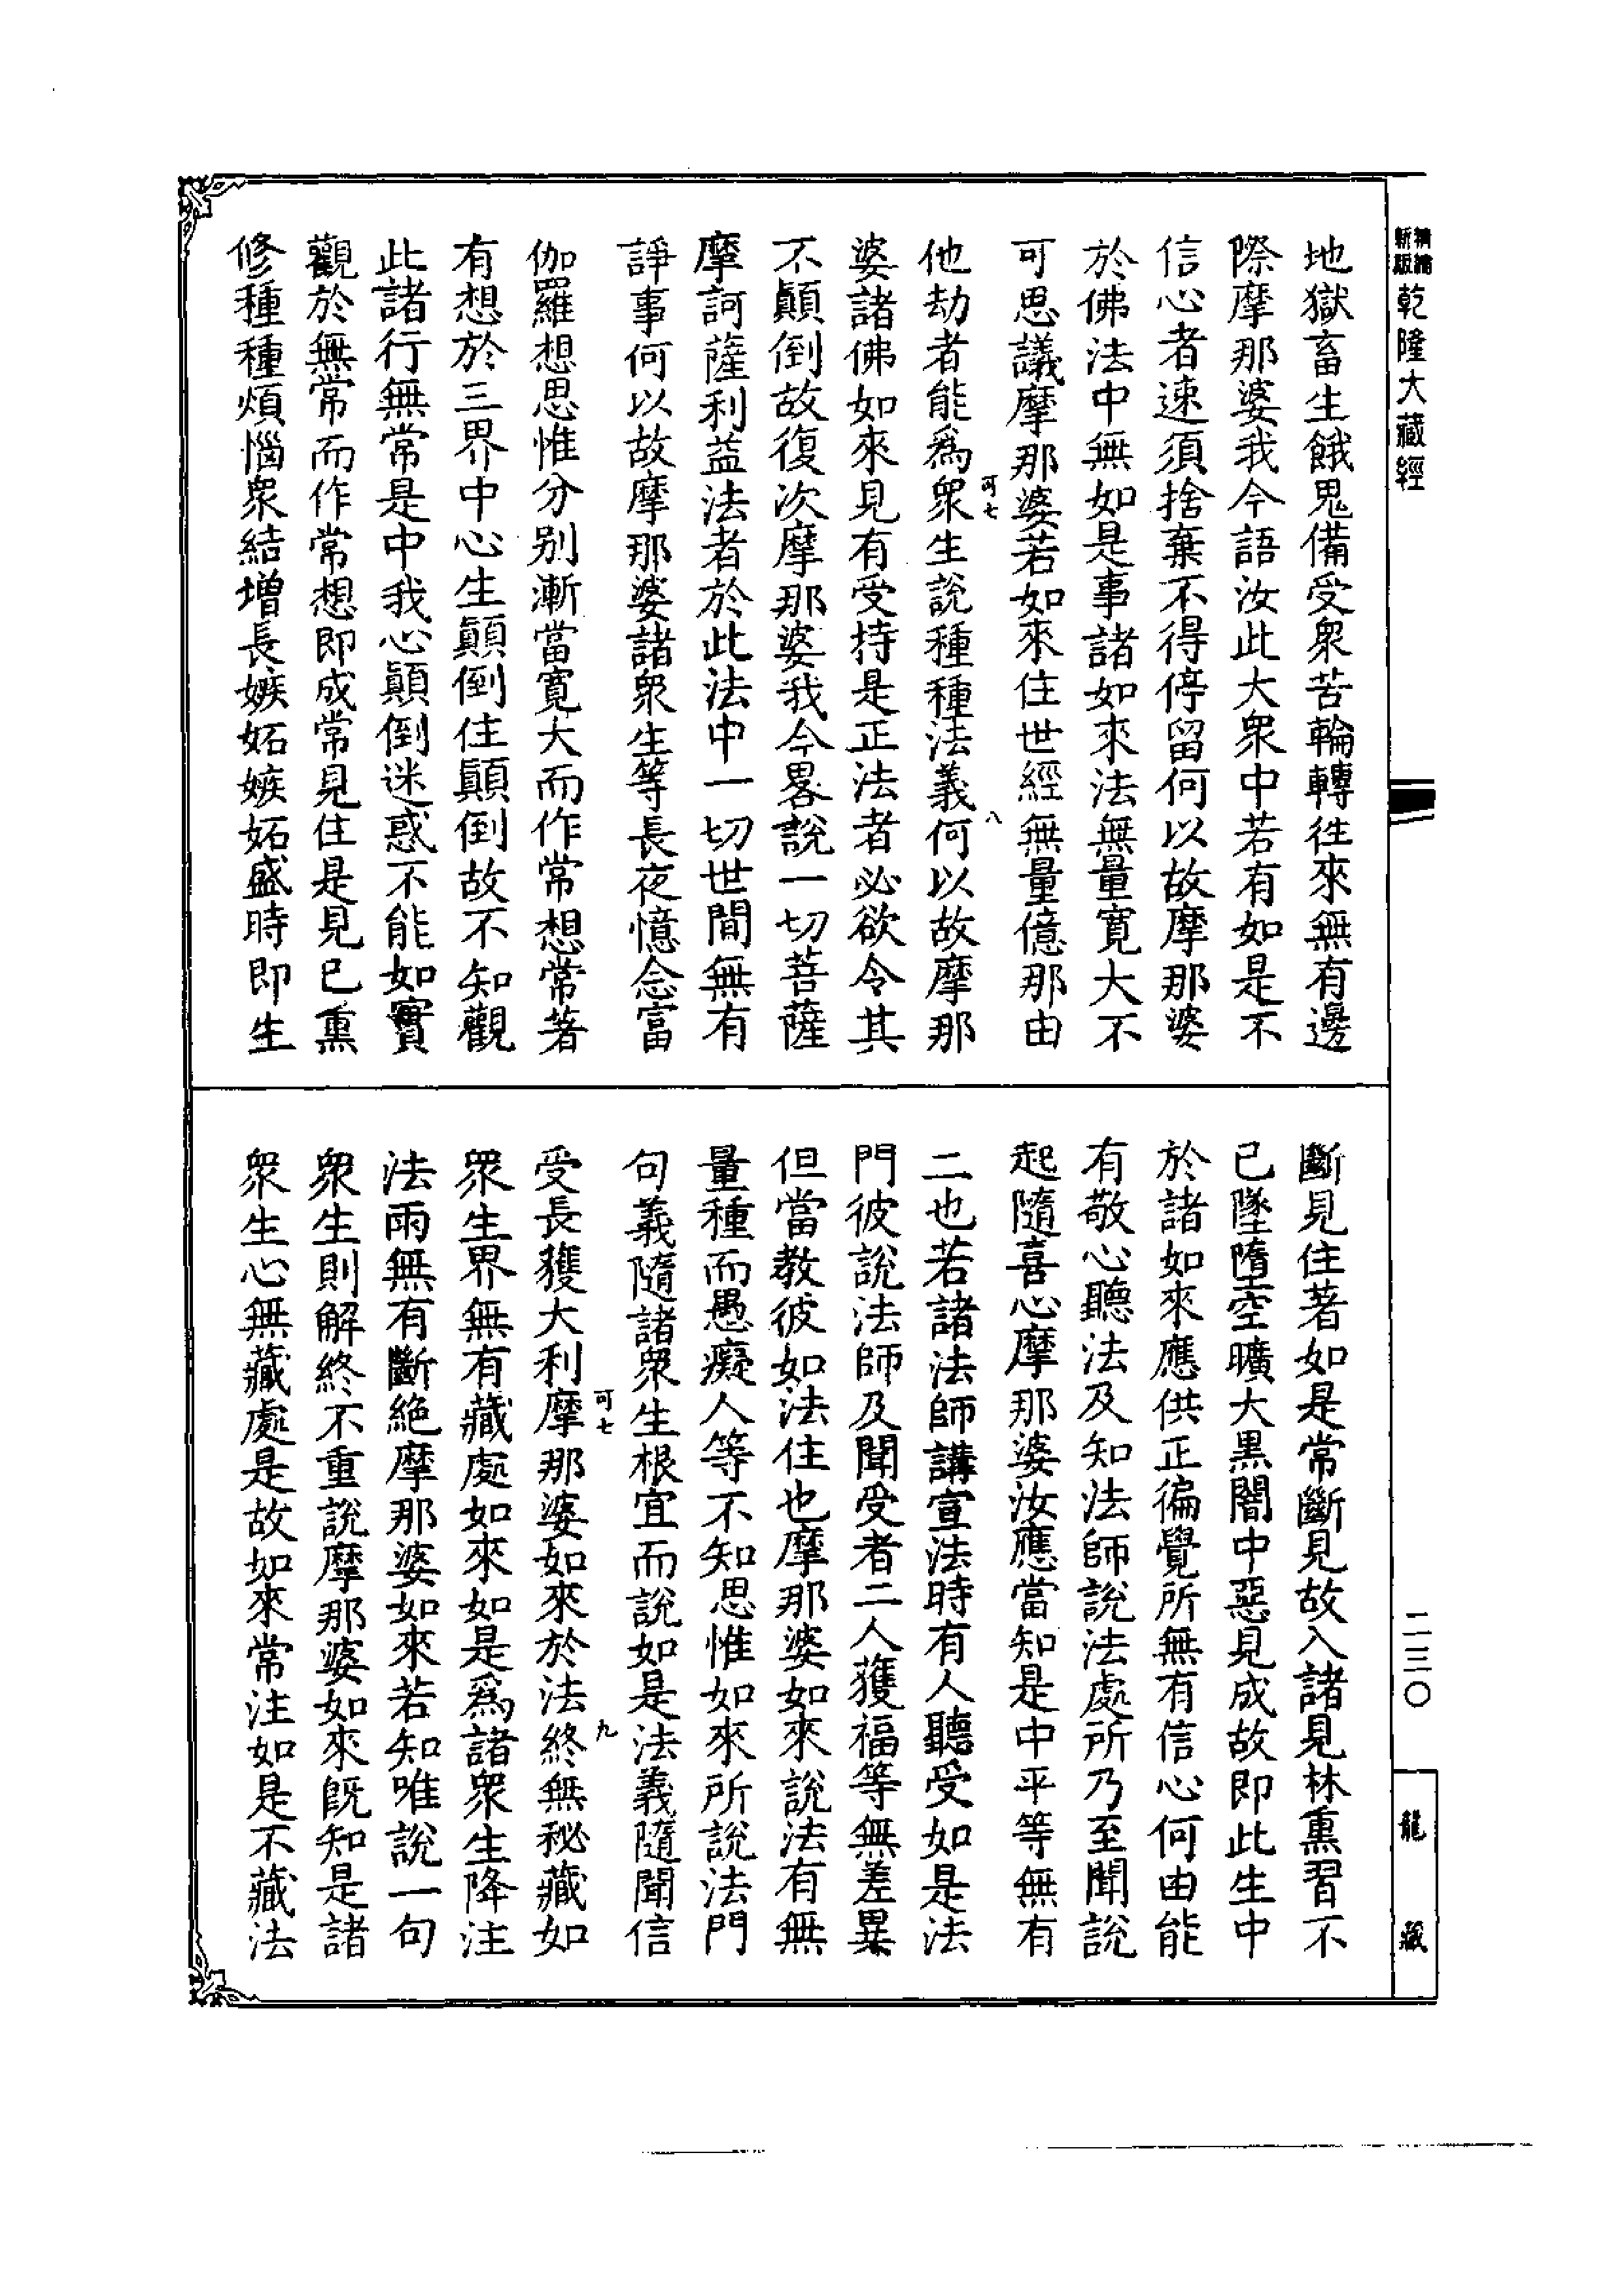 新版精補乾隆大藏經
地獄畜生餓鬼備受衆苦輪轉往來無有邊
際摩那婆我今語汝此大衆中若有如是不
信心者速須捨棄不得停留何以故摩那婆
於佛法中無如是事諸如來法無量寬大不
可思議摩那婆若如來住世經無量億那由
可七
八
他劫者能爲衆生說種種法義何以故摩那
婆諸佛如來見有受持是正法者必欲令其
不顚倒故復次摩那婆我今畧說一切菩薩
摩訶薩利益法者於此法中一切世間無有
諍事何以故摩那婆諸衆生等長夜憶念富
伽羅想思惟分別漸當寬大而作常想常著
有想於三界中心生顚倒住顚倒故不知觀
此諸行無常是中我心顚倒迷惑不能如實
觀於無常而作常想即成常見住是見已熏
修種種煩惱衆結增長嫉妬嫉妬盛時即生
斷見住著如是常斷見故入諸見林熏習不
已墜墮空曠大黑闇中惡見成故即此生中
於諸如來應供正徧覺所無有信心何由能
有敬心聽法及知法師說法處所乃至聞說
起隨喜心摩那婆汝應當知是中平等無有
二也若諸法師講宣法時有人聽受如是法
門彼說法師及聞受者二人獲福等無差異
但當教彼如法住也摩那婆如來說法有無
量種而愚癡人等不知思惟如來所說法門
句義隨諸衆生根宜而說如是法義隨聞信
可七
九
受長獲大利摩那婆如來於法終無秘藏如
衆生界無有藏處如來如是爲諸衆生降注
法雨無有斷絶摩那婆如來若知唯說一句
衆生則解終不重說摩那婆如來旣知是諸
衆生心無藏處是故如來常注如是不藏法
二三〇
龍藏